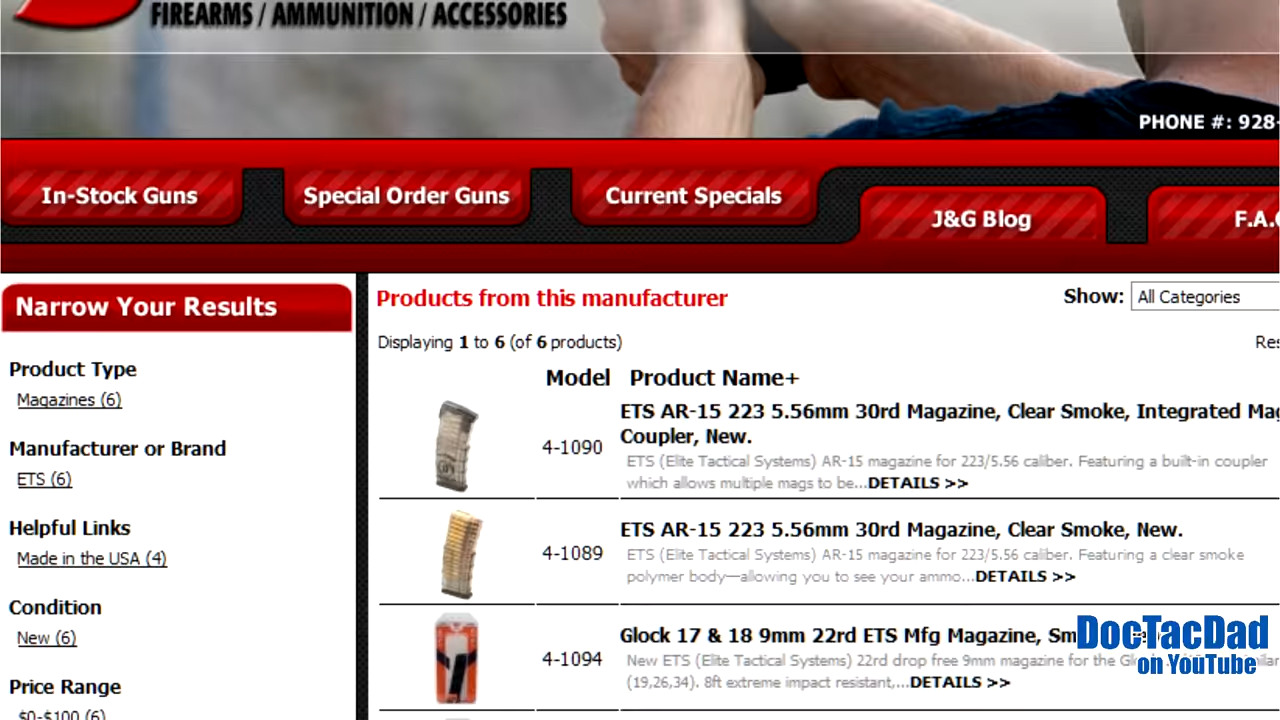 FIREARMS / AMMUNITION / ACCESSORIES
PHONE #: 928-
In-Stock Guns
Special Order Guns
Current Specials
J&G Blog
F.A.
Narrow Your Results
Products from this manufacturer
Show: All Categories
Displaying 1 to 6 (of 6 products)
Model Product Name+
Product Type
Magazines (6)
Manufacturer or Brand
ETS (6)
Helpful Links
Made in the USA (4)
Condition
New (6)
Price Range
$0-$100 (6)
ETS AR-15 223 5.56mm 30rd Magazine, Clear Smoke, Integrated
4-1090
Coupler, New.
ETS (Elite Tactical Systems) AR-15 magazine for 223/5.56 caliber. Featuring a built-in coupler
which allows multiple mags to be...DETAILS >>
ETS AR-15 223 5.56mm 30rd Magazine, Clear Smoke, New.
4-1089
ETS (Elite Tactical Systems) AR-15 magazine for 223/5.56 caliber. Featuring a clear smoke
polymer body—allowing you to see your ammo...DETAILS >>
Glock 17 & 18 9mm 22rd ETS Mfg Magazine,
4-1094
New ETS (Elite Tactical Systems) 22rd drop free 9mm magazine for the
(19,26,34). 8ft extreme impact resistant,...DETAILS >>
DocTacDad
on YouTube